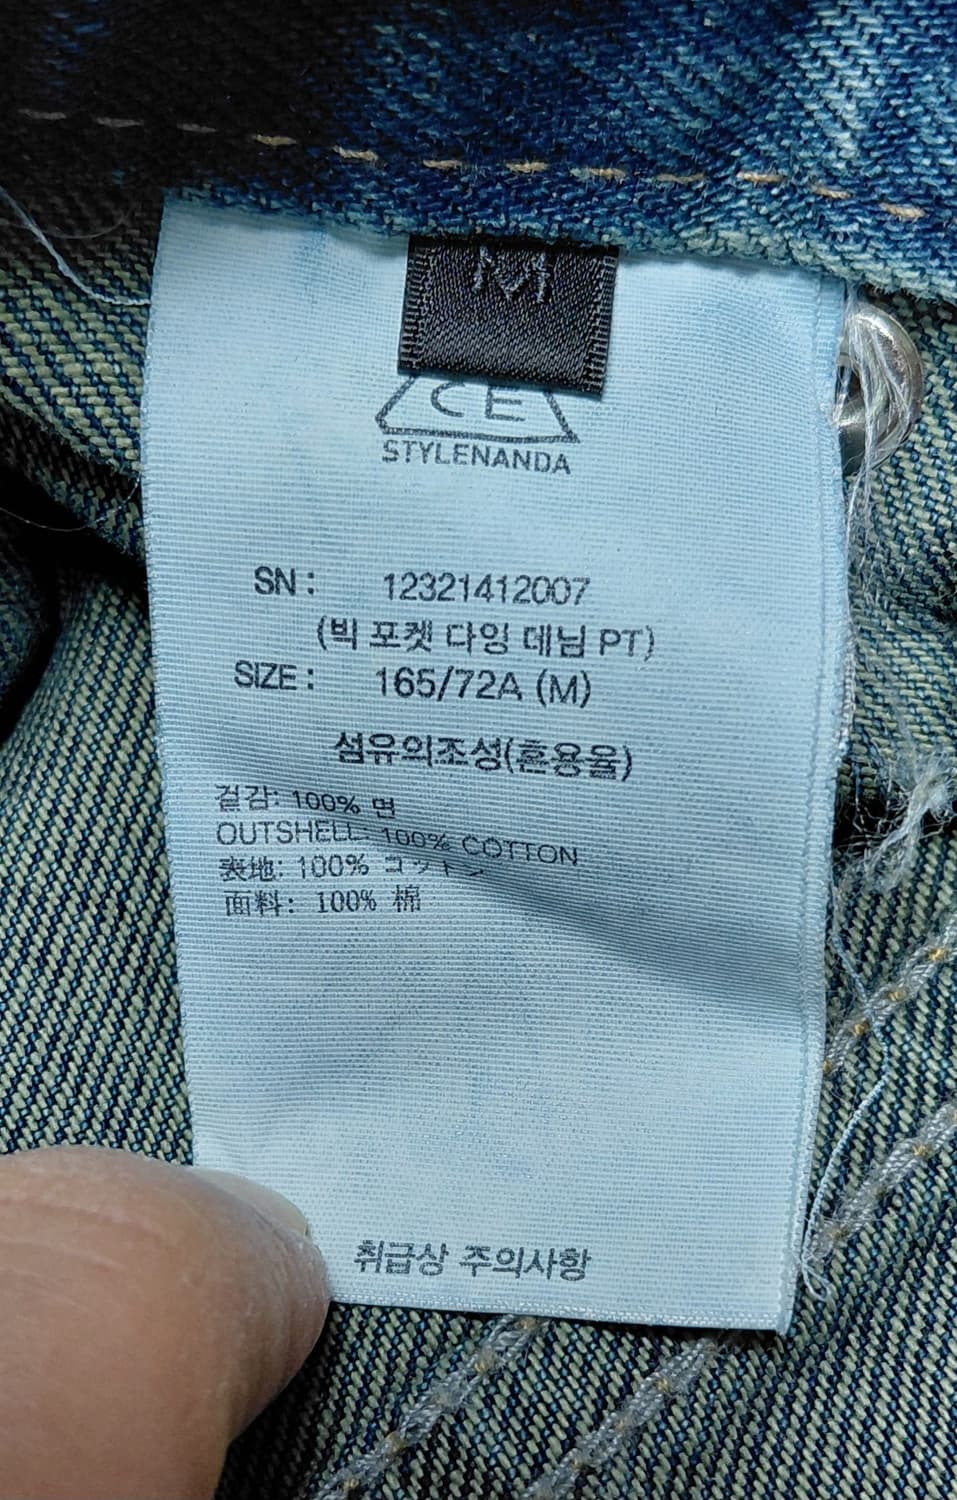 M
CE
STYLENANDA
SN : 12321412007
(빅 포켓 다잉 데님 PT)
SIZE : 165/72A (M)
섬유의조성(혼용율)
겉감: 100% 면
OUTSHELL: 100% COTTON
表地: 100% コットン
面料: 100% 棉
취급상 주의사항